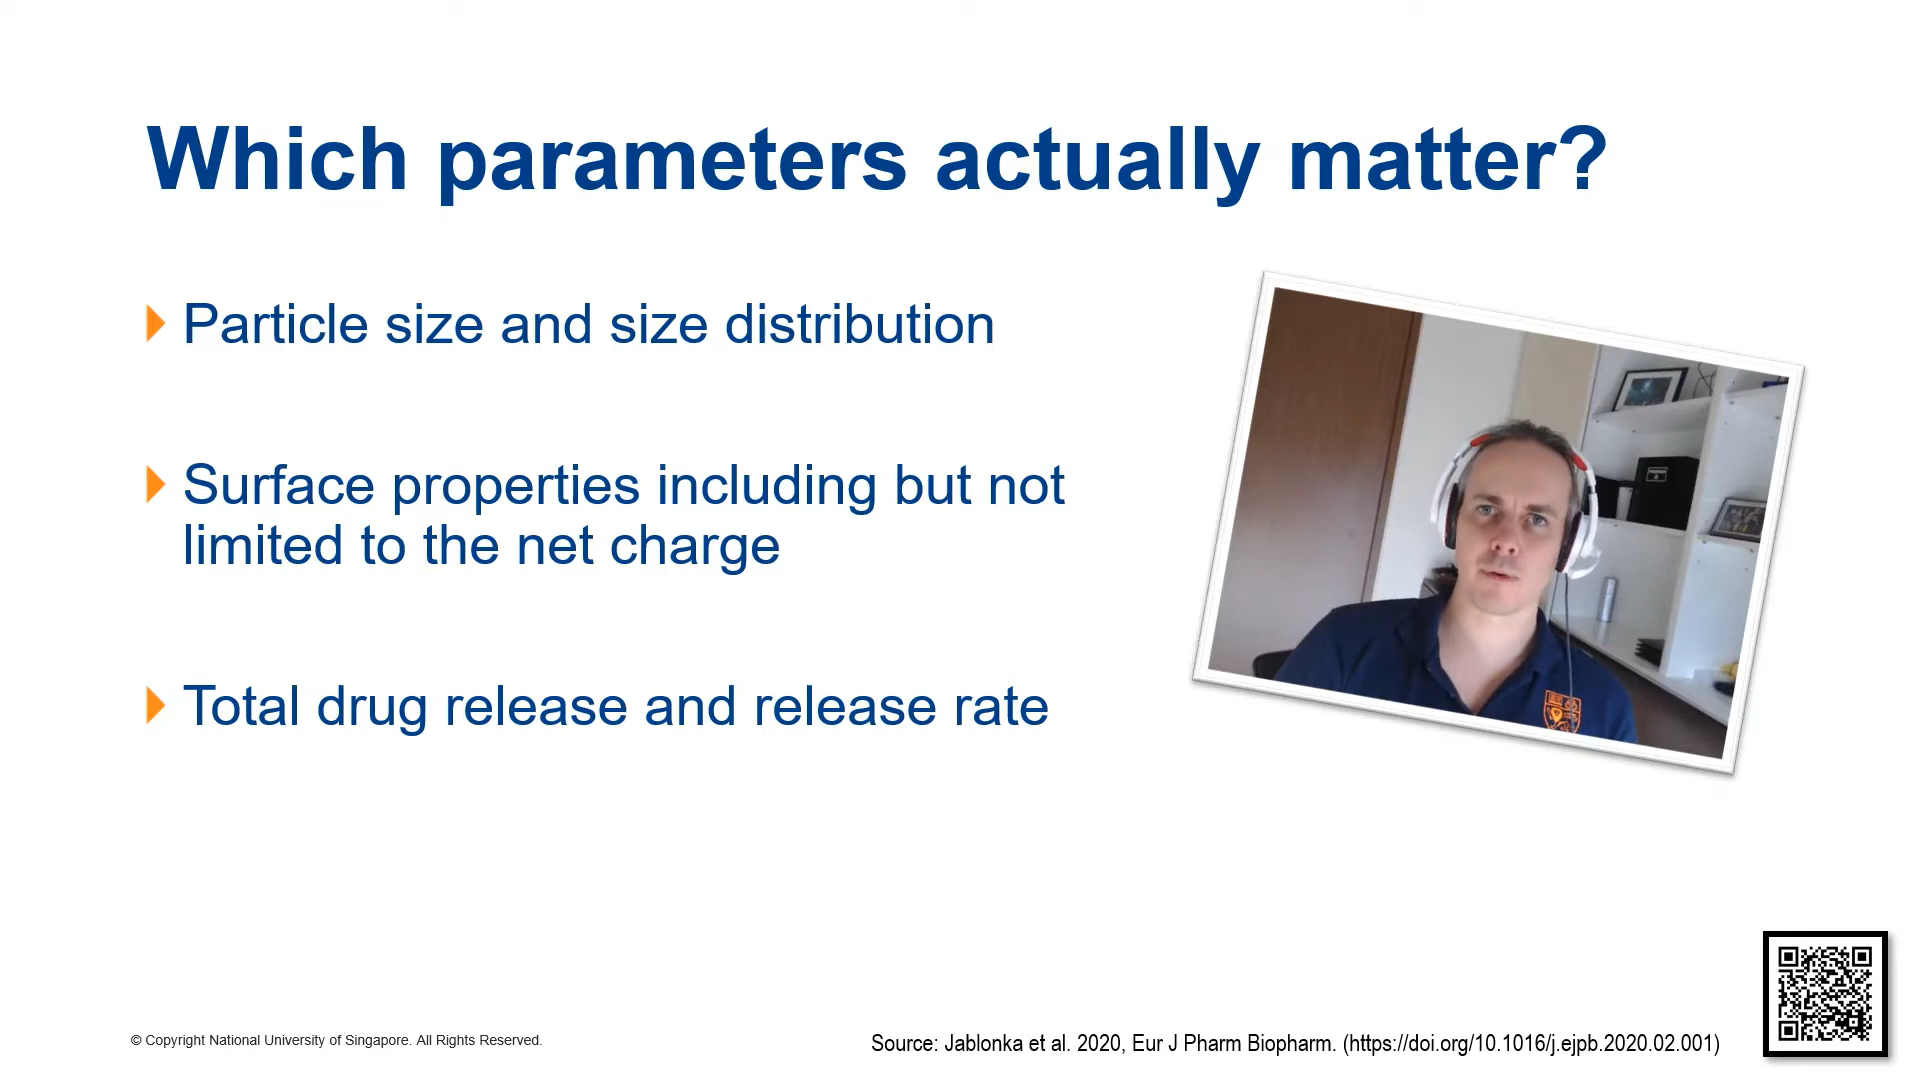 Which parameters actually matter?
Particle size and size distribution
Surface properties including but not
limited to the net charge
Total drug release and release rate
© Copyright National University of Singapore. All Rights Reserved.
Source: Jablonka et al. 2020, Eur J Pharm Biopharm. (https://doi.org/10.1016/j.ejpb.2020.02.001)